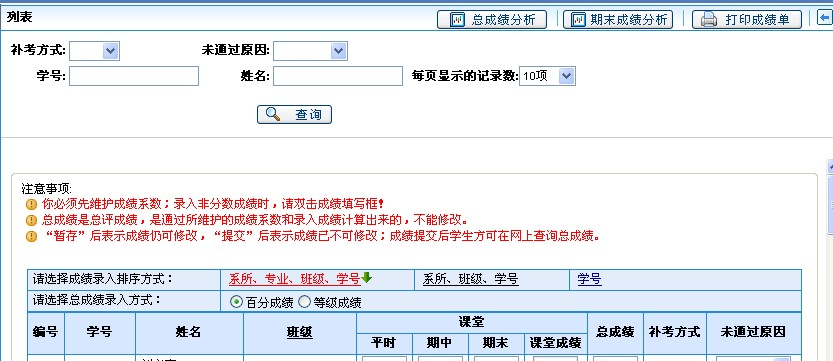 列表 总成绩分析 期末成绩分析 打印成绩单
补考方式: 未通过原因:
学号: 姓名: 每页显示的记录数: 10项
查询
注意事项:
你必须先维护成绩系数；录入非分数成绩时，请双击成绩填写框!
总成绩是总评成绩，是通过所维护的成绩系数和录入成绩计算出来的，不能修改。
“暂存”后表示成绩仍可修改，“提交”后表示成绩已不可修改；成绩提交后学生方可在网上查询总成绩。
请选择成绩录入排序方式： 系所、专业、班级、学号 系所、班级、学号 学号
请选择总成绩录入方式： 百分成绩 等级成绩
编号 学号 姓名 班级 课堂 总成绩 补考方式 未通过原因
平时 期中 期末 课堂成绩